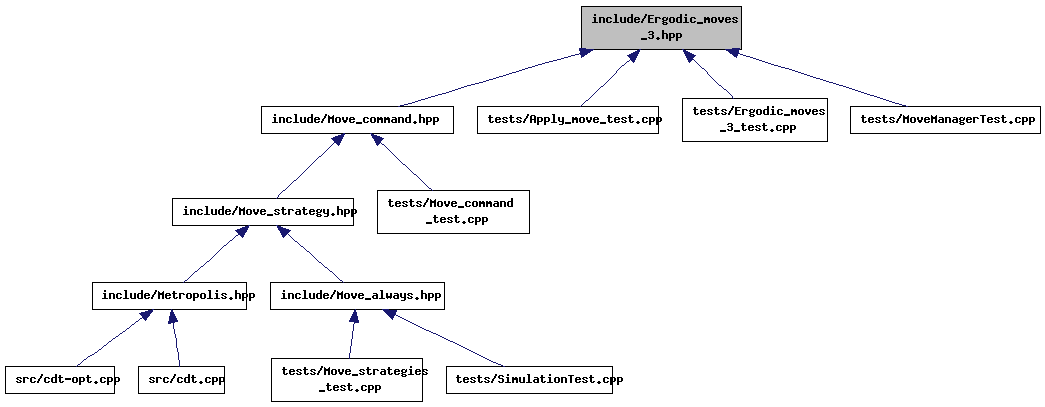 include/Ergodic_moves
_3.hpp
include/Move_command.hpp
tests/Apply_move_test.cpp
tests/Ergodic_moves
_3_test.cpp
tests/MoveManagerTest.cpp
include/Move_strategy.hpp
tests/Move_command
_test.cpp
include/Metropolis.hpp
include/Move_always.hpp
src/cdt-opt.cpp
src/cdt.cpp
tests/Move_strategies
_test.cpp
tests/SimulationTest.cpp